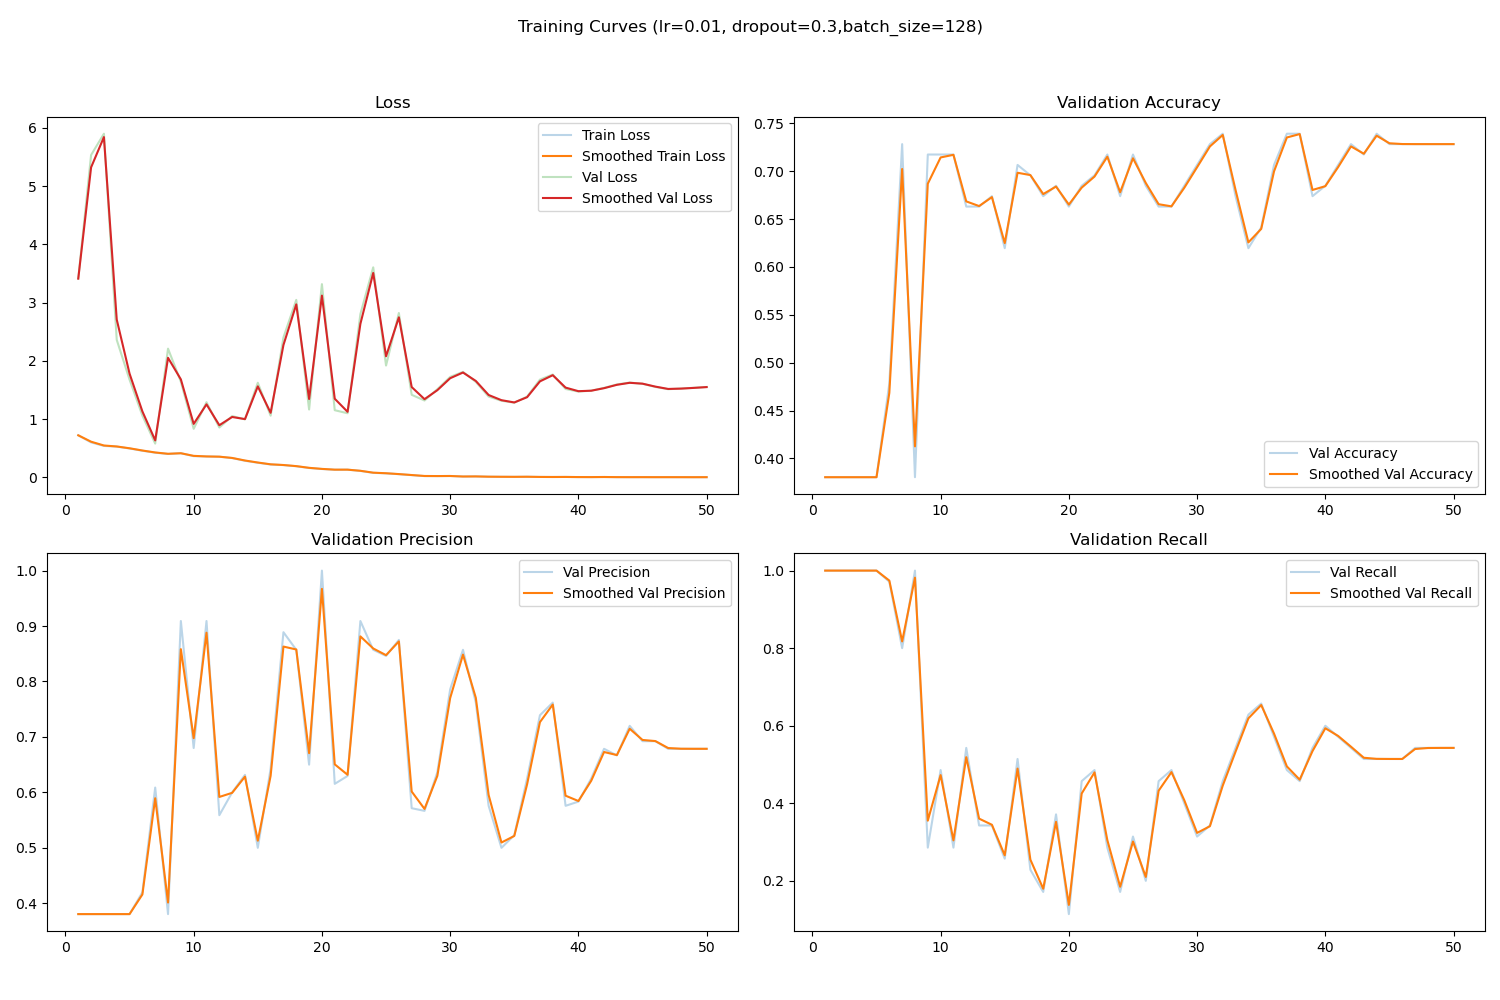 Training Curves (lr=0.01, dropout=0.3,batch_size=128)
Loss
6
5
4
3
2
1
0
0 10 20 30 40 50
Train Loss
Smoothed Train Loss
Val Loss
Smoothed Val Loss
Validation Accuracy
0.75
0.70
0.65
0.60
0.55
0.50
0.45
0.40
0 10 20 30 40 50
Val Accuracy
Smoothed Val Accuracy
Validation Precision
1.0
0.9
0.8
0.7
0.6
0.5
0.4
0 10 20 30 40 50
Val Precision
Smoothed Val Precision
Validation Recall
1.0
0.8
0.6
0.4
0.2
0 10 20 30 40 50
Val Recall
Smoothed Val Recall